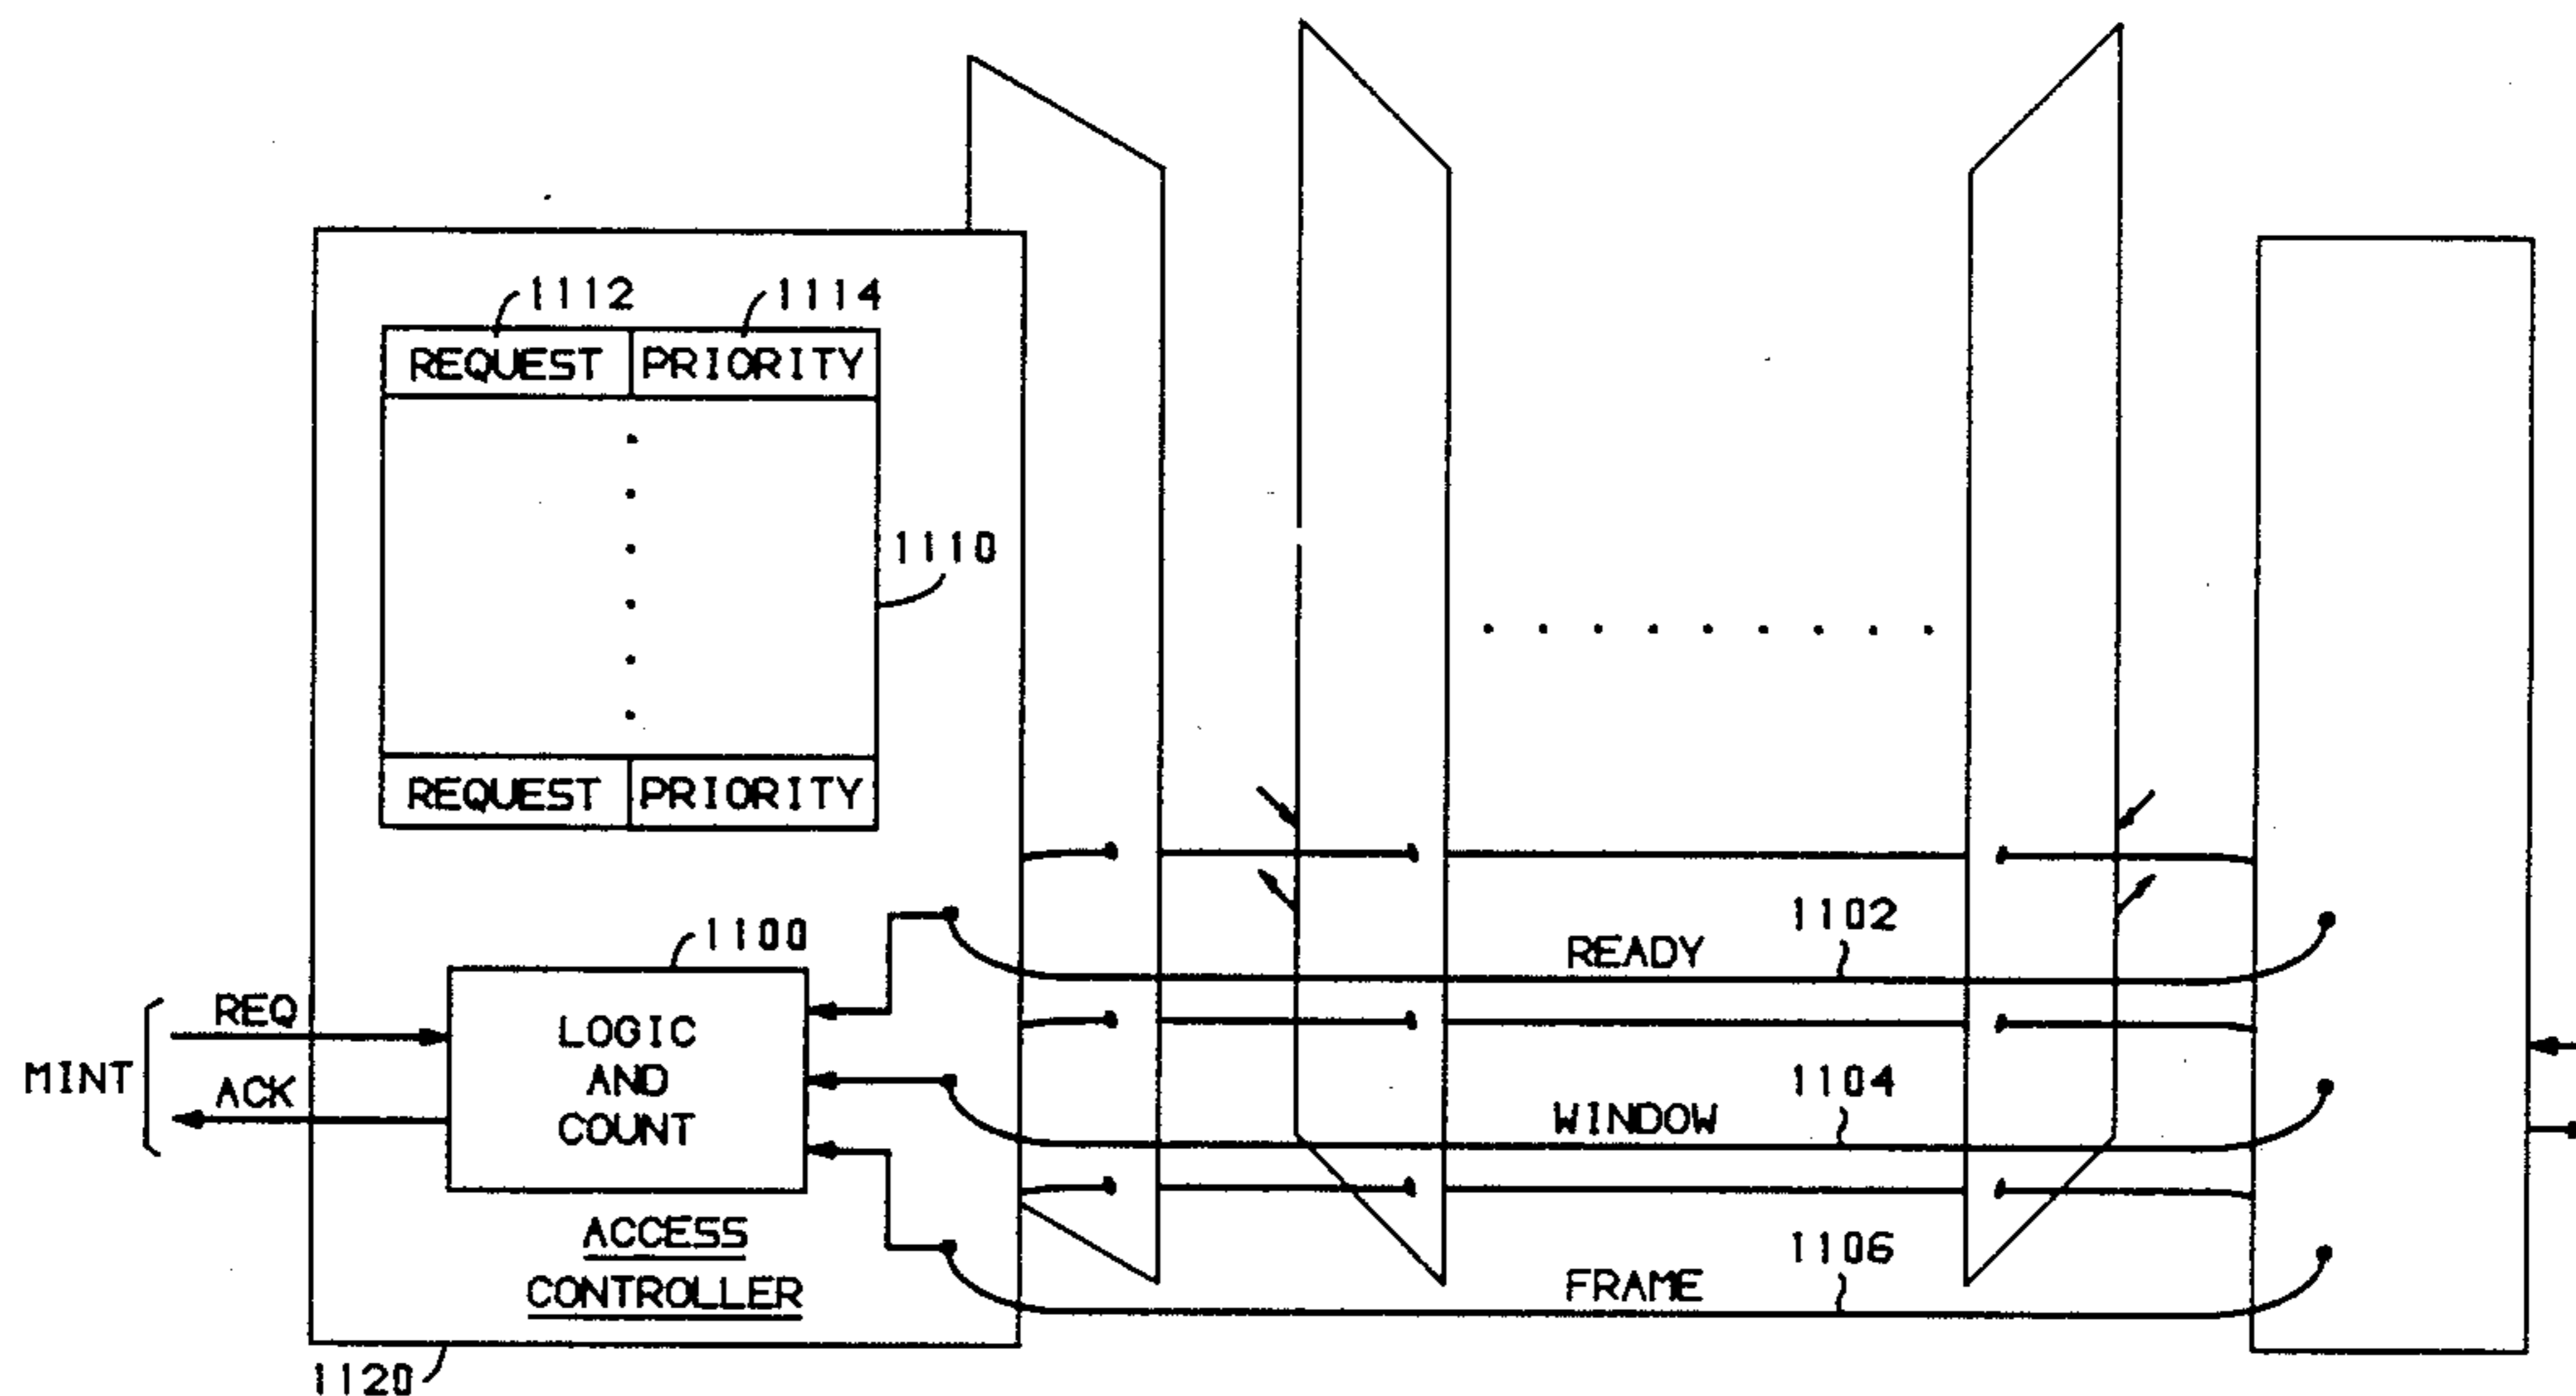 1112
1114
REQUEST PRIORITY
1110
REQUEST PRIORITY
1100
1102
READY
REQ
LOGIC
AND
COUNT
MINT
ACK
1104
WINDOW
ACCESS
CONTROLLER
1106
FRAME
1120